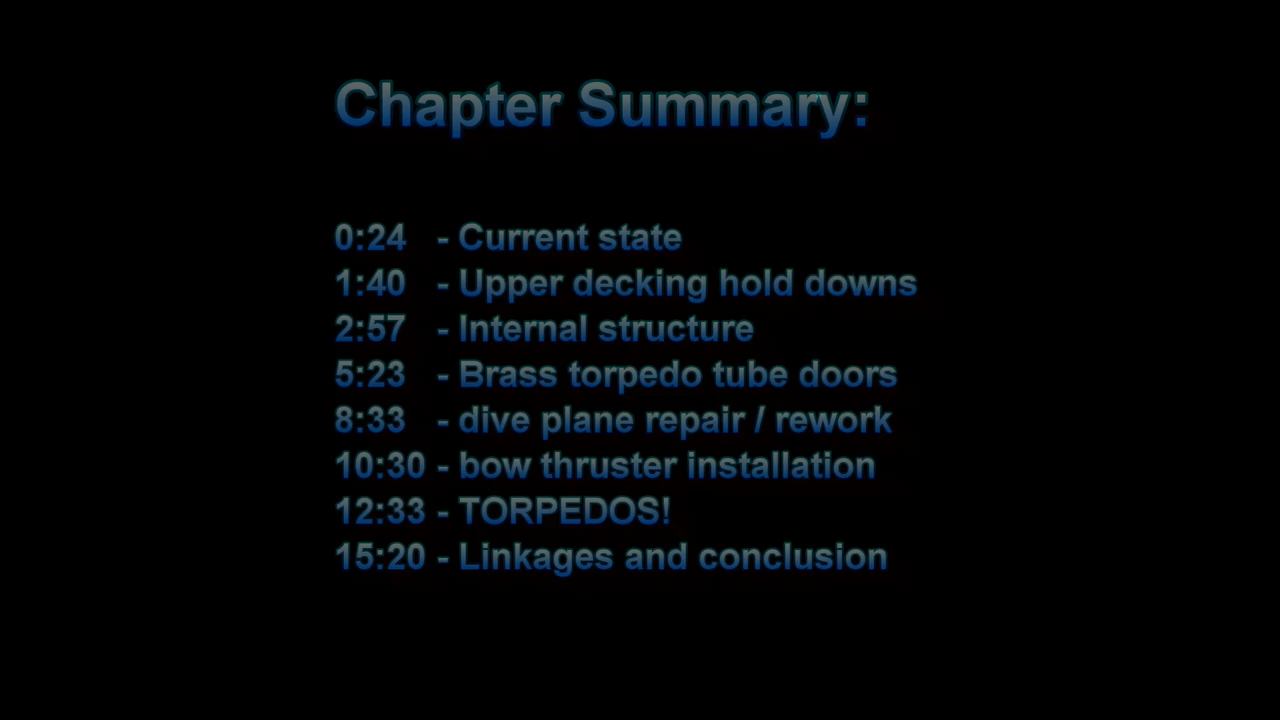 Chapter Summary:
0:24 - Current state
1:40 - Upper decking hold downs
2:57 - Internal structure
5:23 - Brass torpedo tube doors
8:33 - dive plane repair / rework
10:30 - bow thruster installation
12:33 - TORPEDOS!
15:20 - Linkages and conclusion